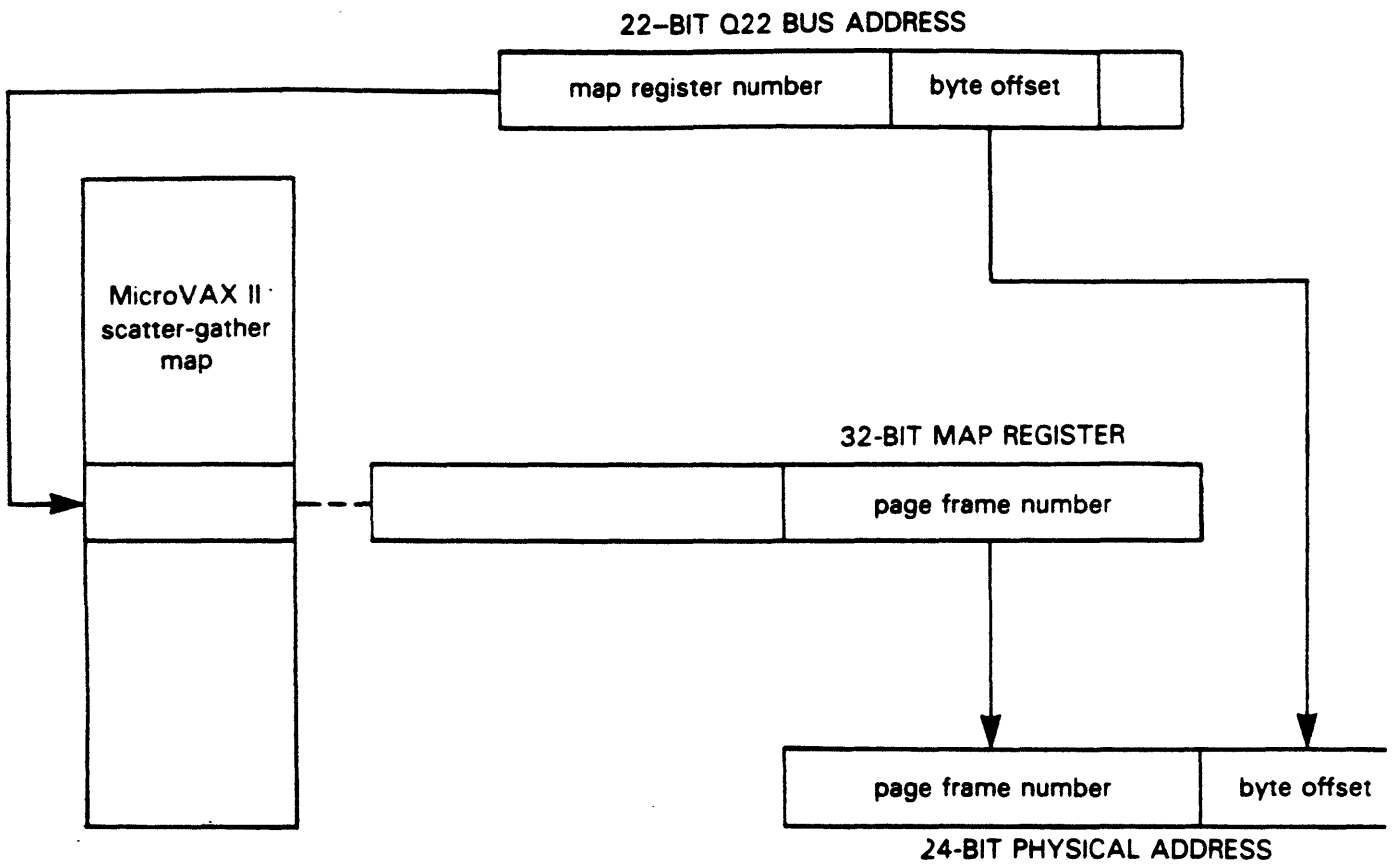 22–BIT Q22 BUS ADDRESS
map register number
byte offset
MicroVAX II
scatter-gather
map
32-BIT MAP REGISTER
page frame number
page frame number
byte offset
24-BIT PHYSICAL ADDRESS